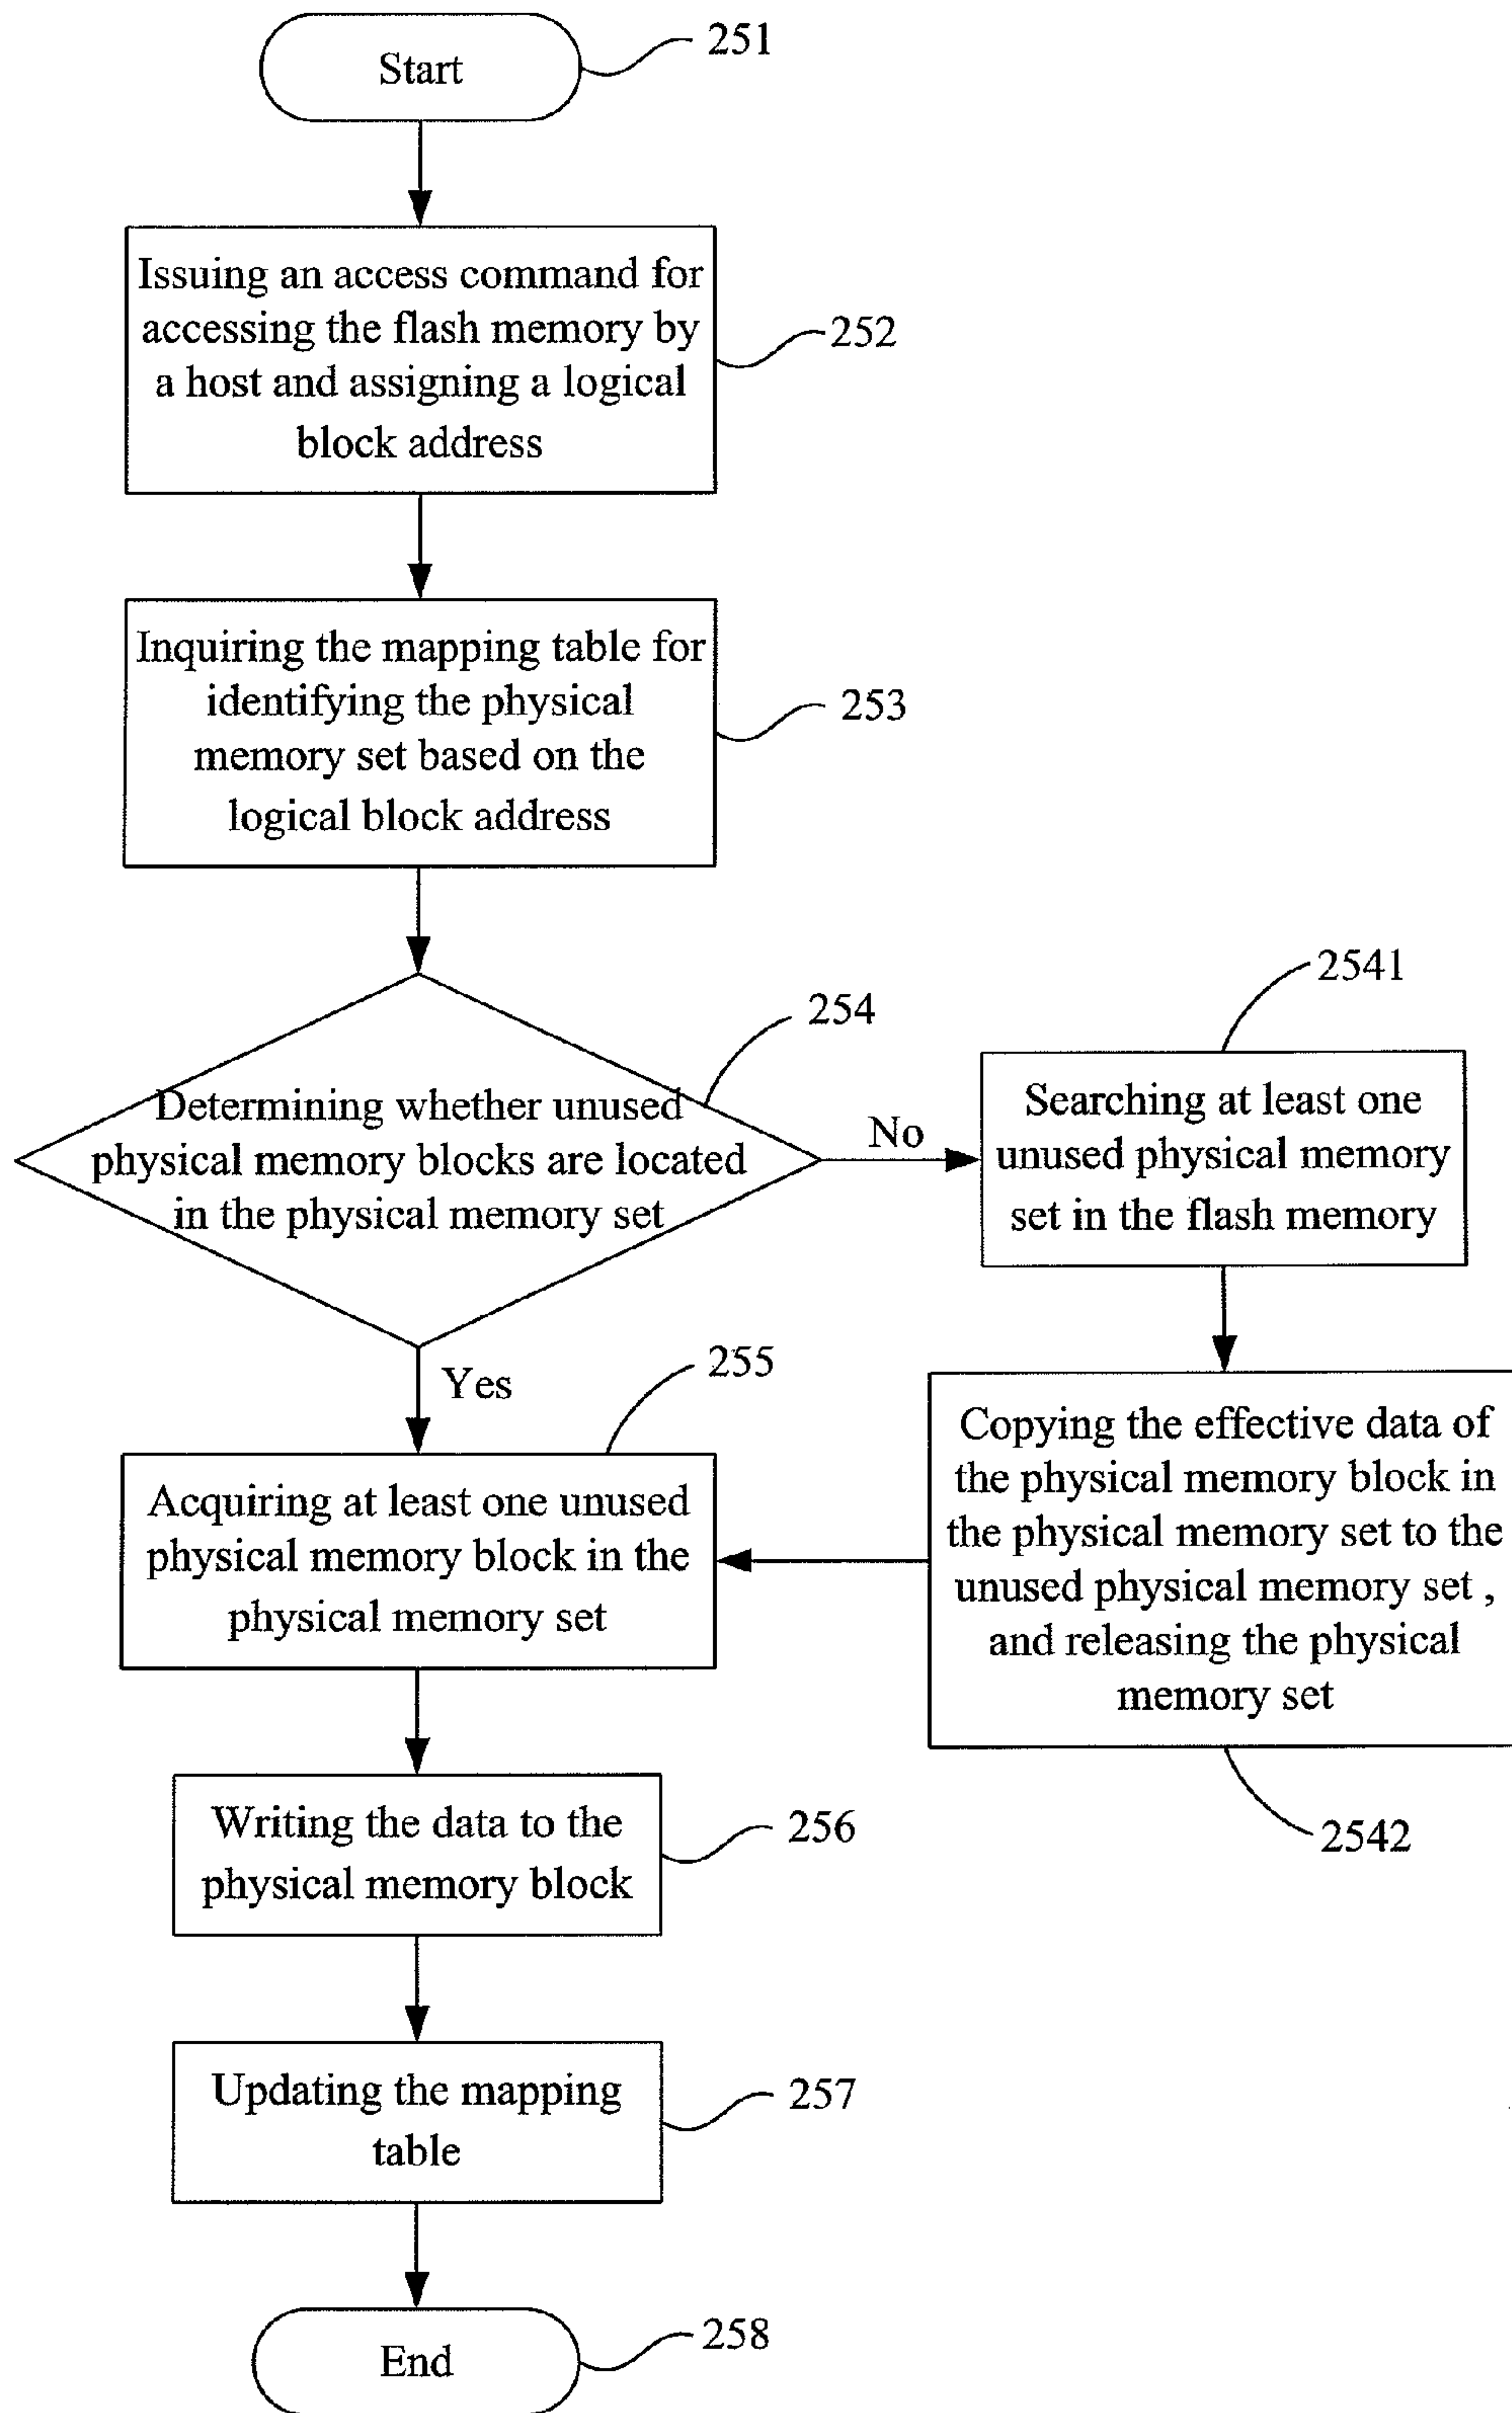 Start
251
Issuing an access command for
accessing the flash memory by
a host and assigning a logical
block address
252
Inquiring the mapping table for
identifying the physical
memory set based on the
logical block address
253
254
Determining whether unused
physical memory blocks are located
in the physical memory set
No
2541
Searching at least one
unused physical memory
set in the flash memory
Yes
255
Acquiring at least one unused
physical memory block in the
physical memory set
Copying the effective data of
the physical memory block in
the physical memory set to the
unused physical memory set ,
and releasing the physical
memory set
2542
Writing the data to the
physical memory block
256
Updating the mapping
table
257
End
258